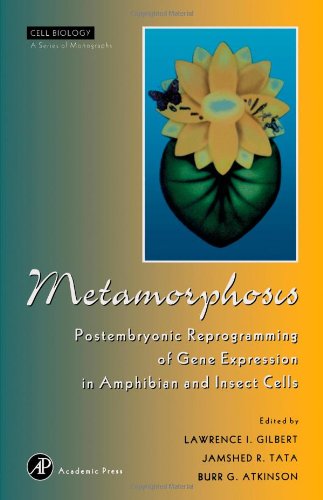 CELL BIOLOGY
A Series of Monographs
Metamorphosis
Postembryonic Reprogramming
of Gene Expression
in Amphibian and Insect Cells
Edited by
LAWRENCE I. GILBERT
JAMSHED R. TATA
BURR G. ATKINSON
AP
Academic Press